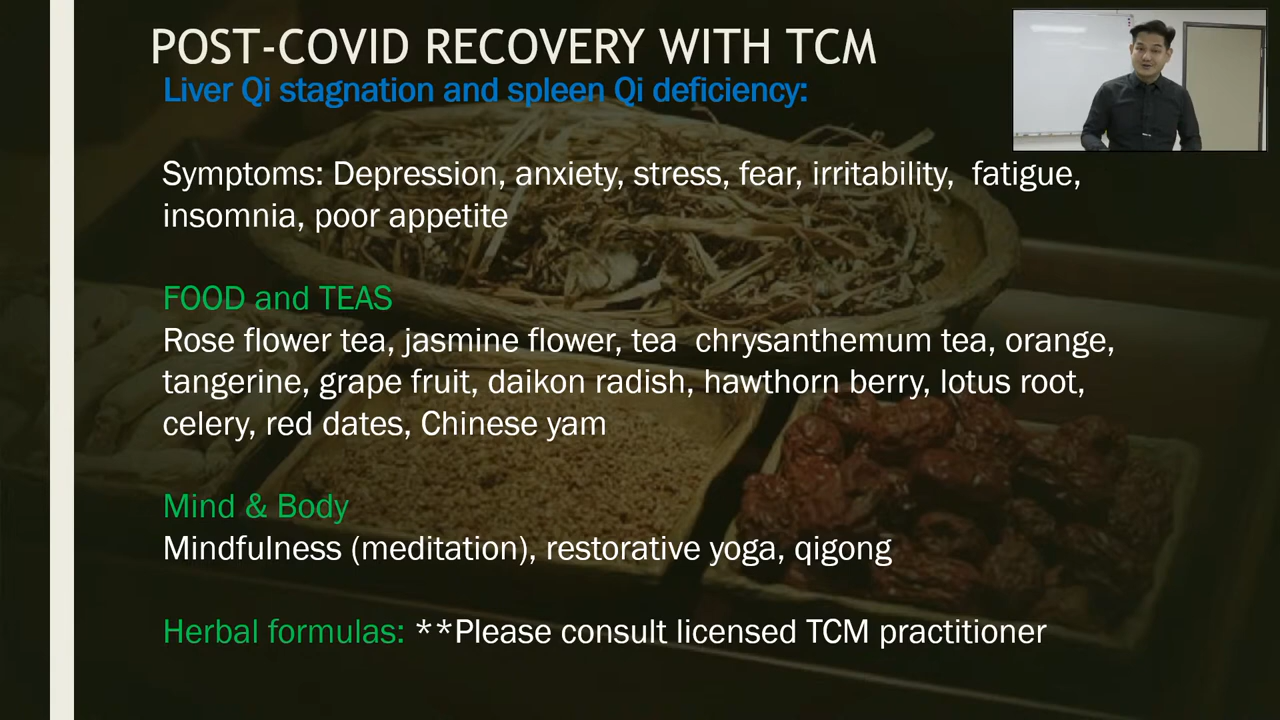 POST-COVID RECOVERY WITH TCM
Liver Qi stagnation and spleen Qi deficiency:
Symptoms: Depression, anxiety, stress, fear, irritability,  fatigue,
insomnia, poor appetite
FOOD and TEAS
Rose flower tea, jasmine flower, tea  chrysanthemum tea, orange,
tangerine, grape fruit, daikon radish, hawthorn berry, lotus root,
celery, red dates, Chinese yam
Mind & Body
Mindfulness (meditation), restorative yoga, qigong
Herbal formulas: **Please consult licensed TCM practitioner